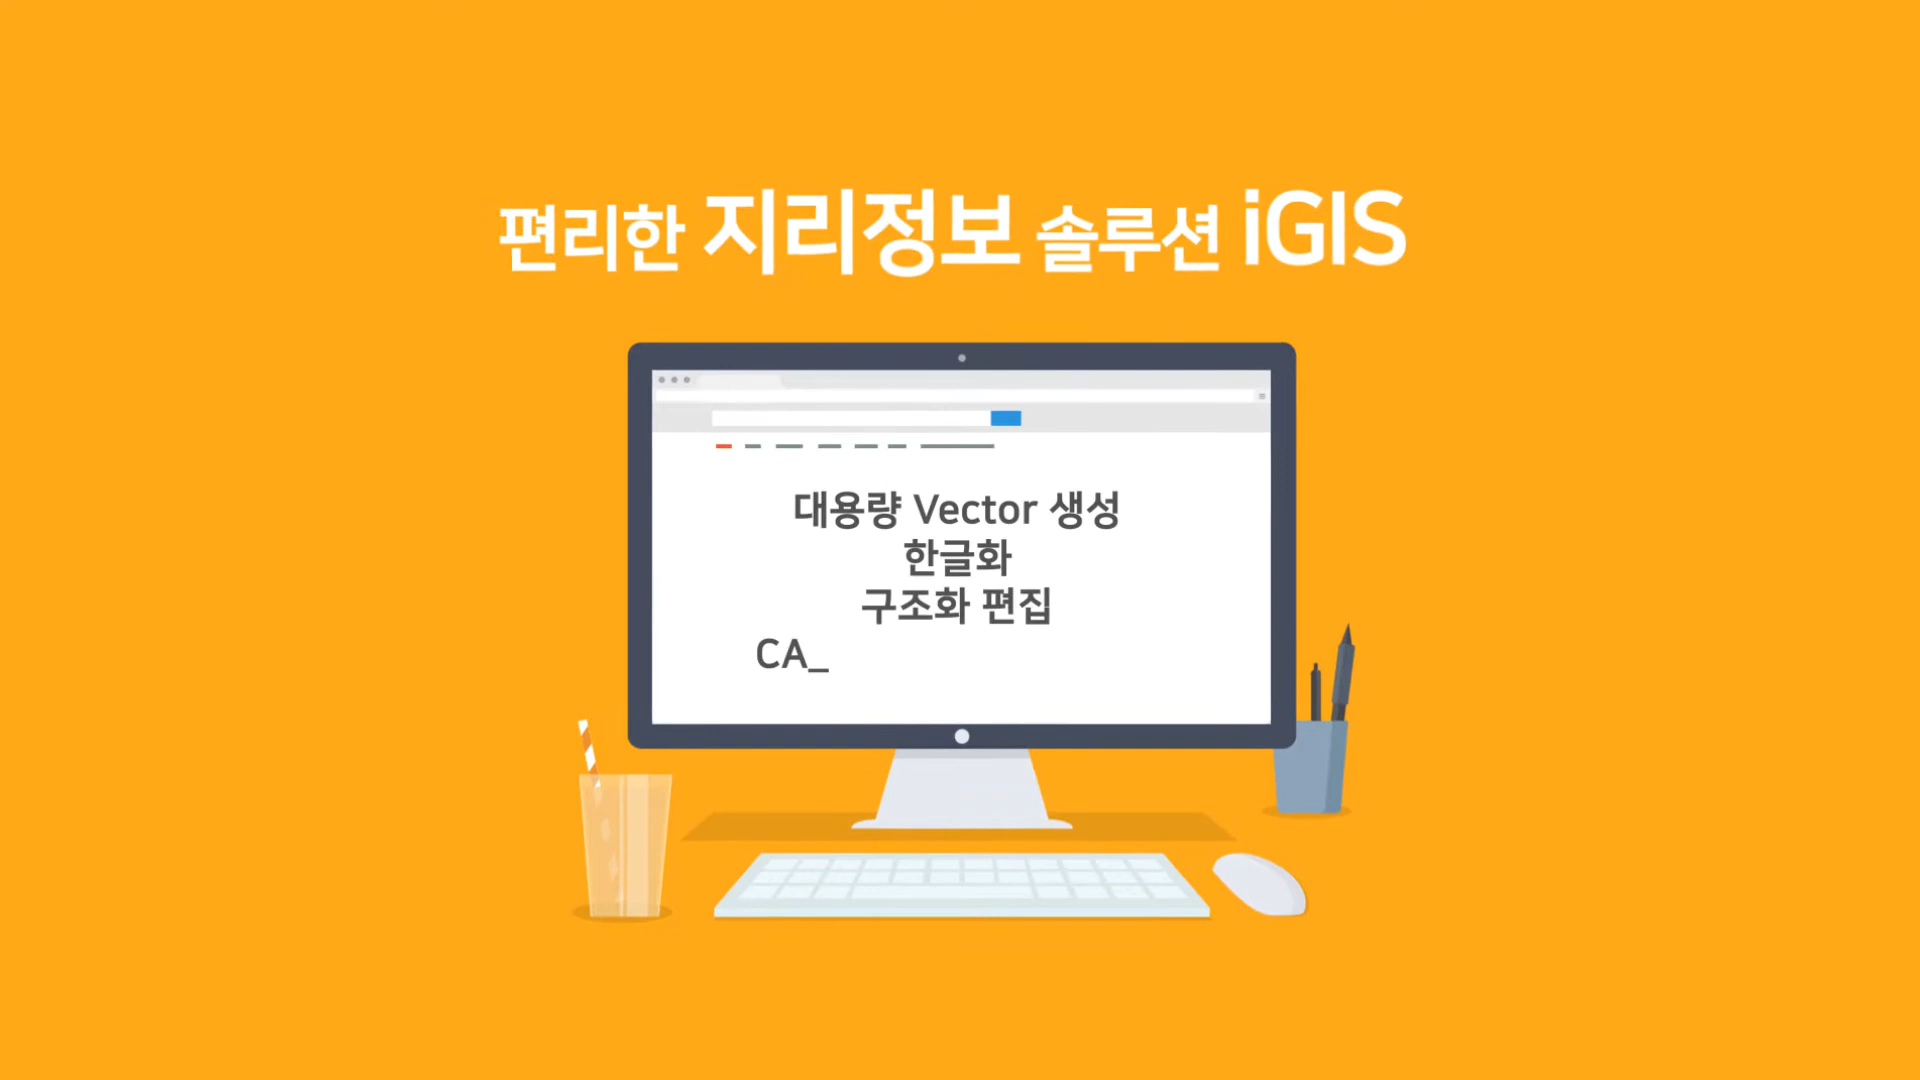 편리한 지리정보 솔루션 iGIS
대용량 Vector 생성
한글화
구조화 편집
CA_